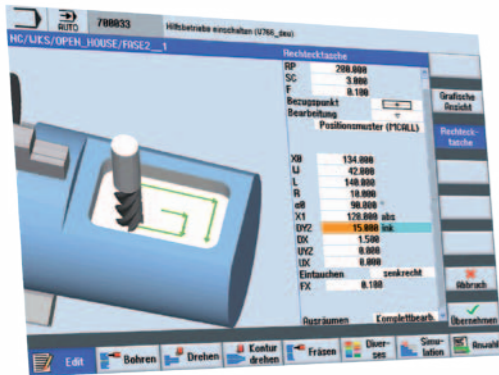 AUTO
700033
Hilfsbetriebe einschalten (U766_deu)
NC/WKS/OPEN_HOUSE/FASE2__1
Rechtecktasche
RP 200.000
SC 3.000
F 0.100
Bezugspunkt
Bearbeitung
Positionsmuster (MCALL)
X0 134.000
W 42.000
L 140.000
R 10.000
α0 90.000 °
X1 120.000 abs
DYZ 15.000 ink
DX 1.500
UYZ 0.000
UX 0.000
Eintauchen senkrecht
FX 0.100
Ausräumen Komplettbearb.
Grafische Ansicht
Rechteck-
tasche
Abbruch
Übernehmen
Edit
Bohren
Drehen
Kontur drehen
Fräsen
Diver-
ses
Simu-
lation
Anwahl